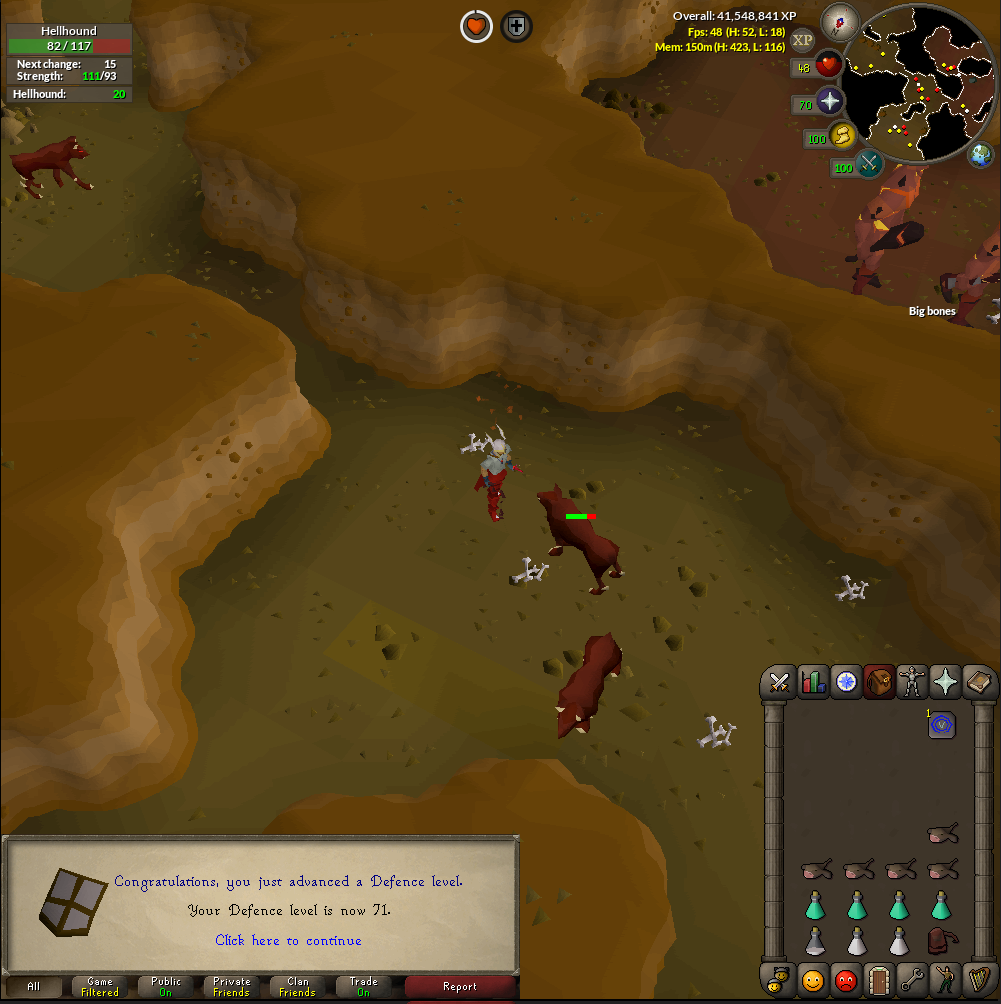 Hellhound
82 / 117
Next change: 15
Strength: 111/93
Hellhound: 20
Overall: 41,548,841 XP
Fps: 48 (H: 52, L: 18)
Mem: 150m (H: 423, L: 116)
XP
48
70
100
100
Big bones
1
Congratulations, you just advanced a Defence level.
Your Defence level is now 71.
Click here to continue
All
Game
Filtered
Public
On
Private
Friends
Clan
Friends
Trade
On
Report